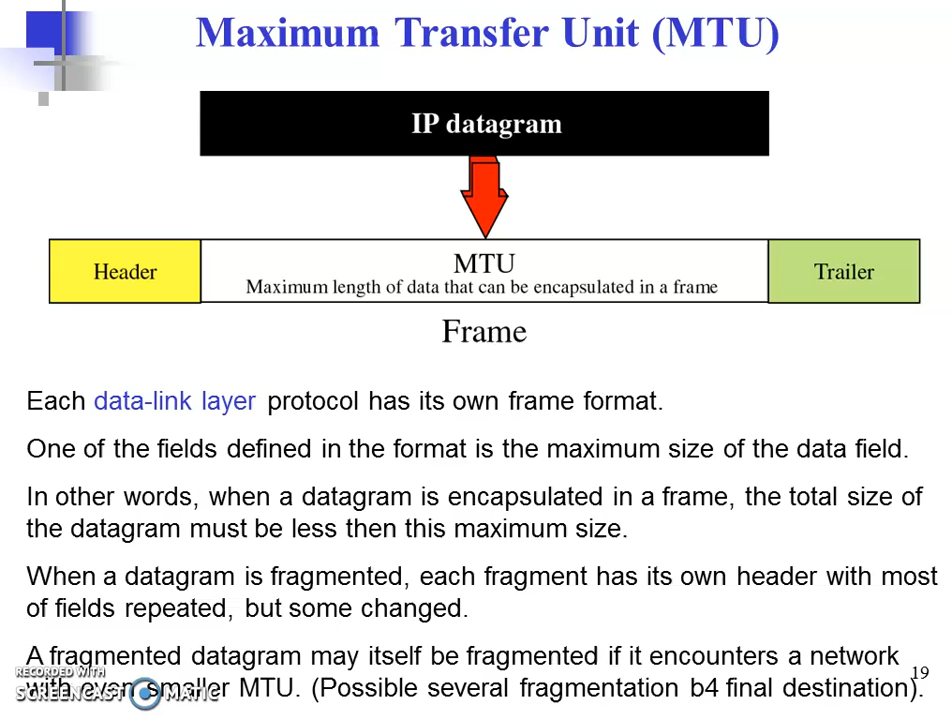 Maximum Transfer Unit (MTU)
IP datagram
Header
MTU
Maximum length of data that can be encapsulated in a frame
Trailer
Frame
Each data-link layer protocol has its own frame format.
One of the fields defined in the format is the maximum size of the data field.
In other words, when a datagram is encapsulated in a frame, the total size of
the datagram must be less then this maximum size.
When a datagram is fragmented, each fragment has its own header with most
of fields repeated, but some changed.
A fragmented datagram may itself be fragmented if it encounters a network
with even smaller MTU. (Possible several fragmentation b4 final destination).
19
RECORDED WITH
SCREENCAST MATIC